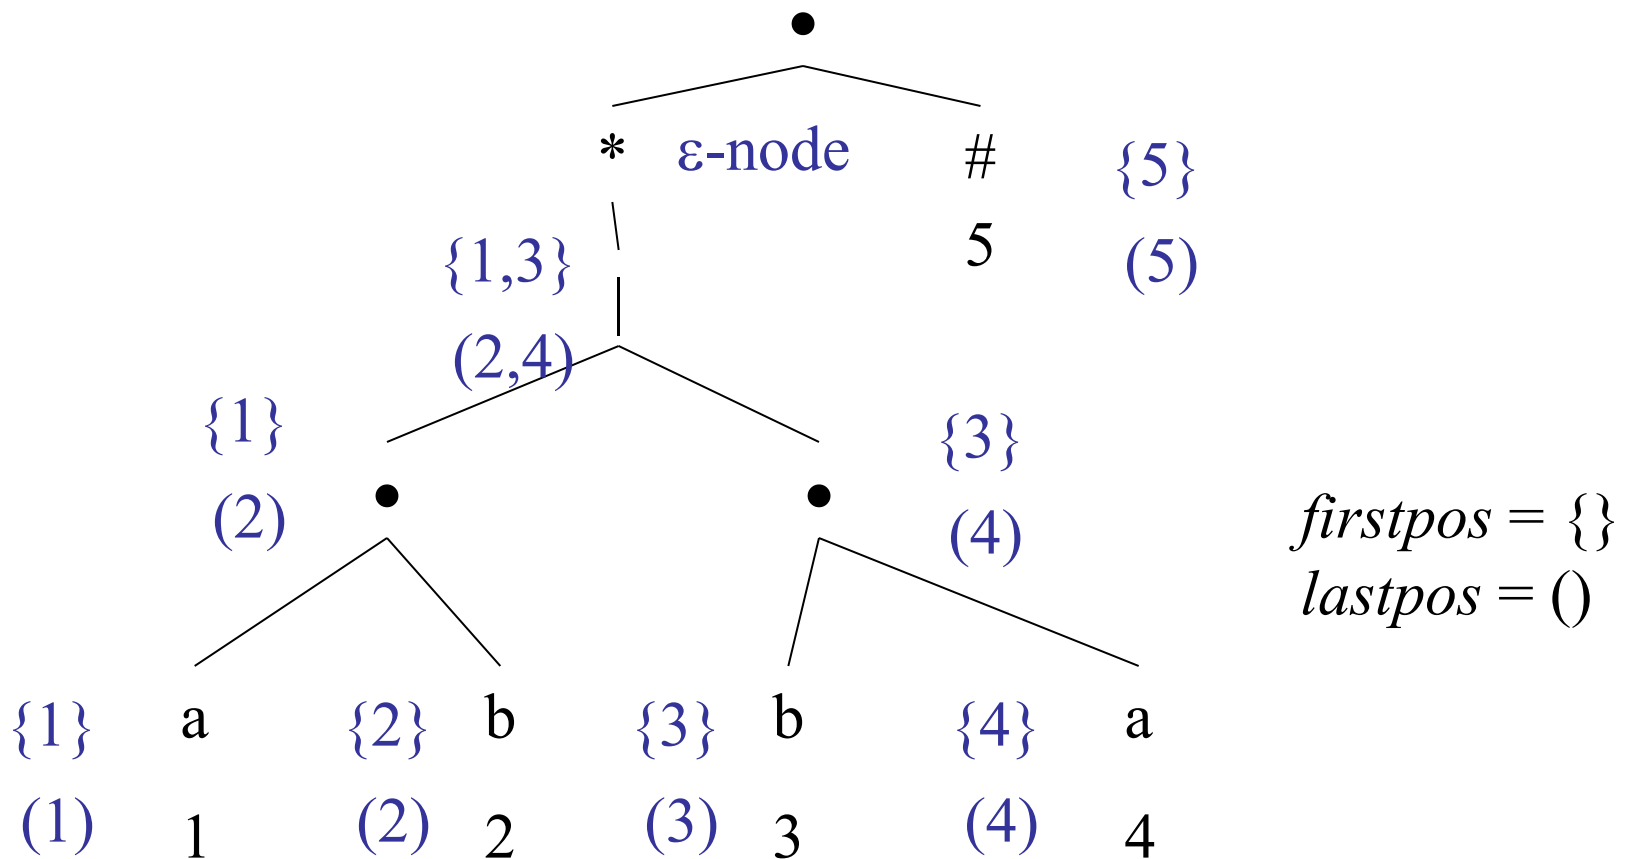 •
* ε-node # {5}
5 (5)
{1,3}
|
(2,4)
{1} {3}
(2) • • (4)
firstpos = {}
lastpos = ()
{1} a {2} b {3} b {4} a
(1) 1 (2) 2 (3) 3 (4) 4